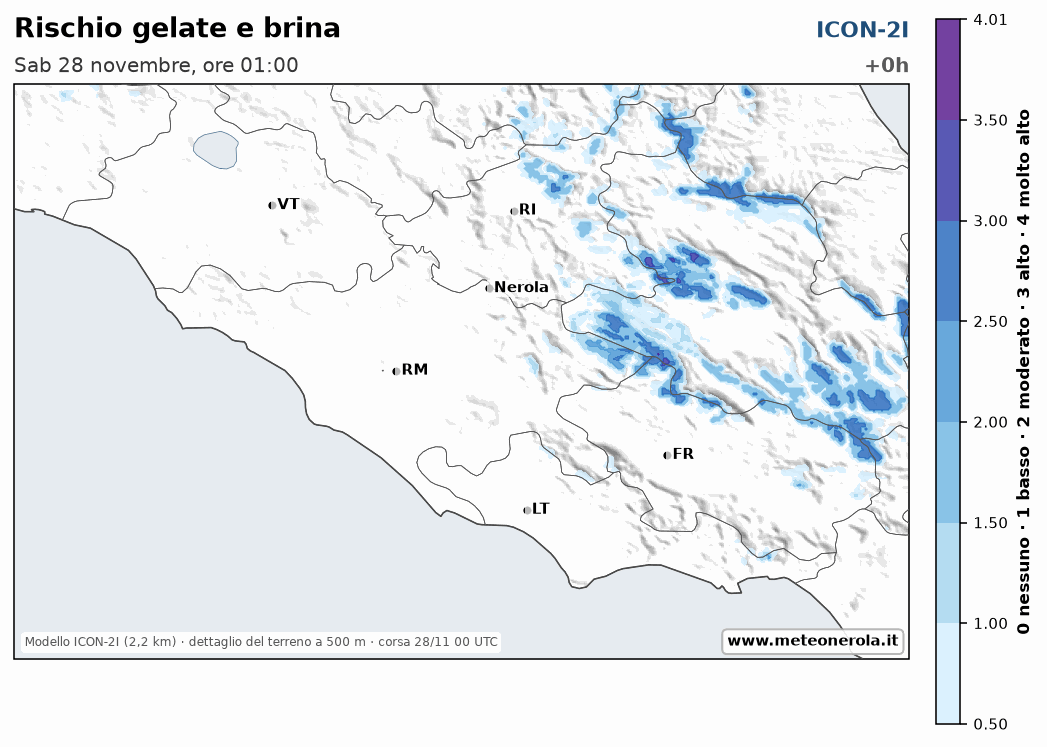 Rischio gelate e brina
ICON-2I
Sab 28 novembre, ore 01:00
+0h
VT
RI
Nerola
RM
FR
LT
Modello ICON-2I (2,2 km) · dettaglio del terreno a 500 m · corsa 28/11 00 UTC
www.meteonerola.it
4.01
3.50
3.00
2.50
2.00
1.50
1.00
0.50
0 nessuno · 1 basso · 2 moderato · 3 alto · 4 molto alto